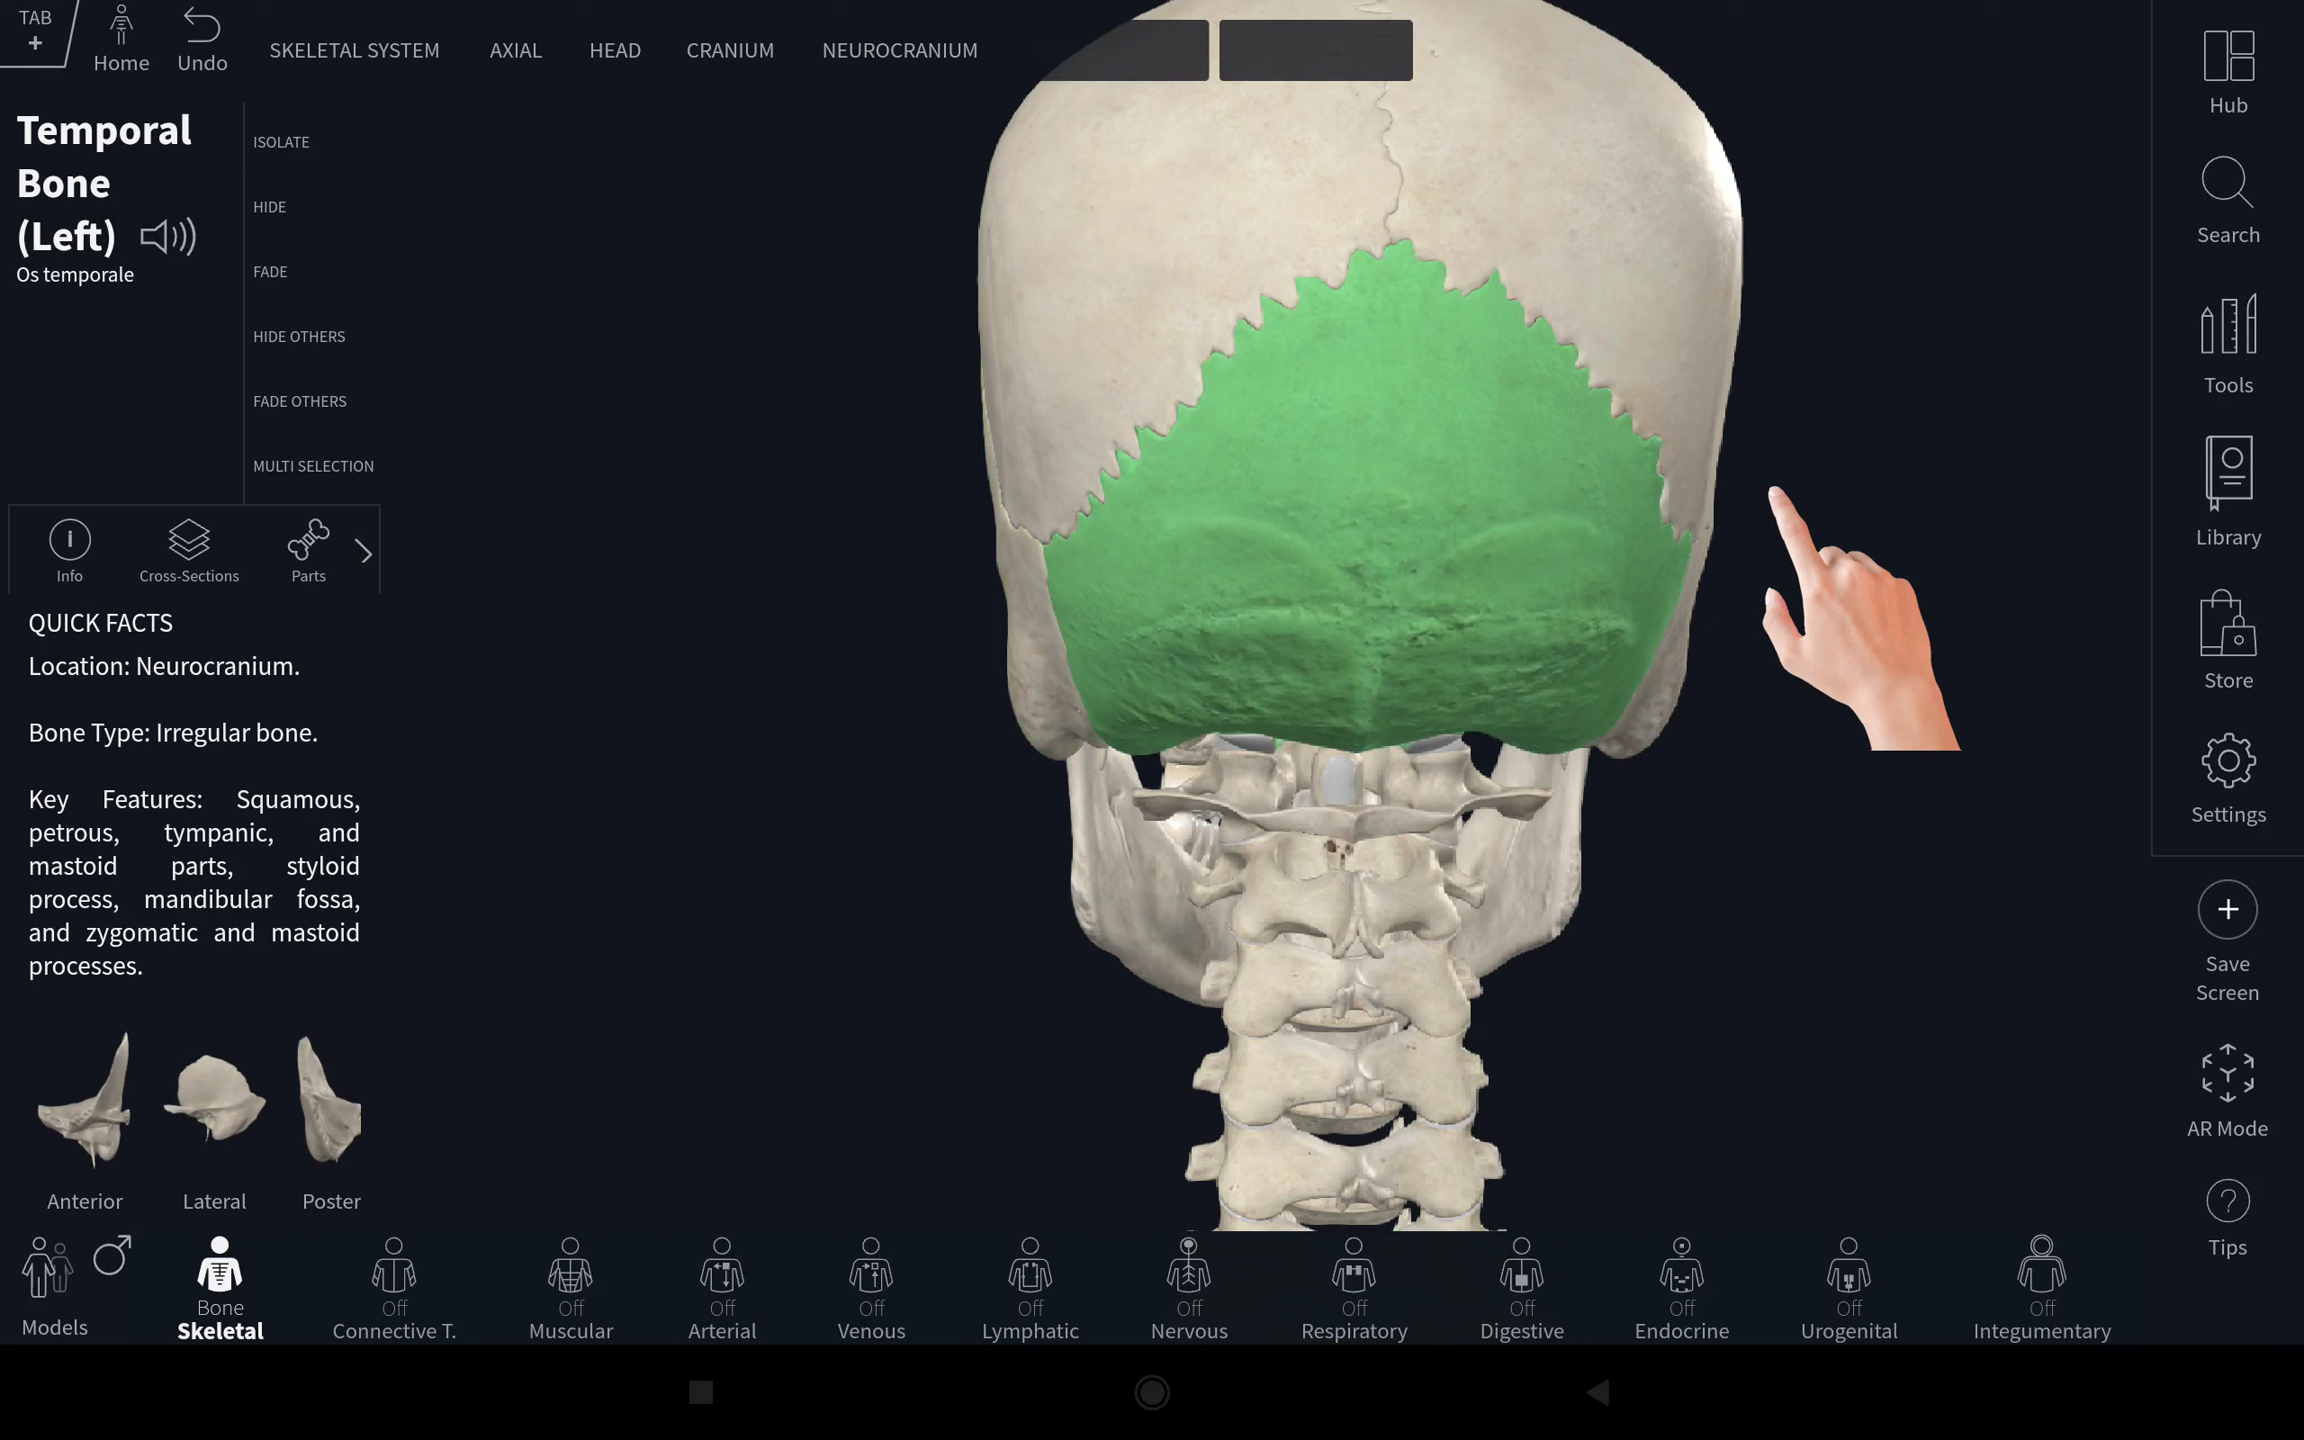 TAB
+
Home
Undo
SKELETAL SYSTEM
AXIAL
HEAD
CRANIUM
NEUROCRANIUM
Temporal
Bone
(Left)
Os temporale
ISOLATE
HIDE
FADE
HIDE OTHERS
FADE OTHERS
MULTI SELECTION
Info
Cross-Sections
Parts
QUICK FACTS
Location: Neurocranium.
Bone Type: Irregular bone.
Key Features: Squamous,
petrous, tympanic, and
mastoid parts, styloid
process, mandibular fossa,
and zygomatic and mastoid
processes.
Anterior
Lateral
Poster
Hub
Search
Tools
Library
Store
Settings
Save
Screen
AR Mode
Tips
Models
Bone
Skeletal
Off
Connective T.
Off
Muscular
Off
Arterial
Off
Venous
Off
Lymphatic
Off
Nervous
Off
Respiratory
Off
Digestive
Off
Endocrine
Off
Urogenital
Off
Integumentary